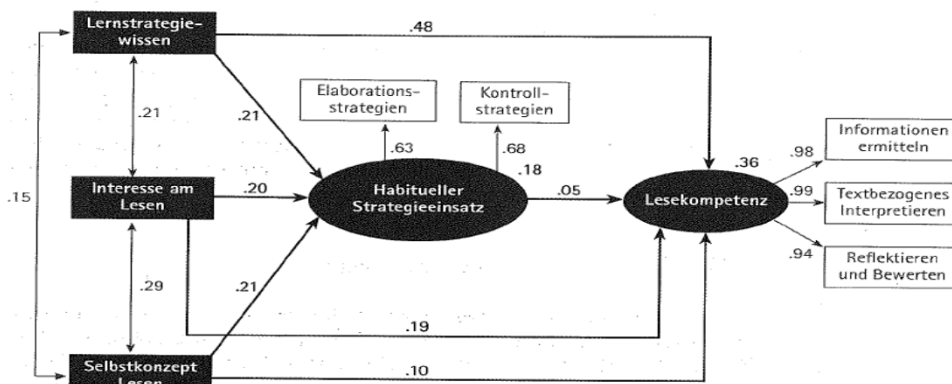 Lernstrategie-
wissen
.48
Elaborations-
strategien
Kontroll-
strategien
.21
.21
.63
.68
.18
.36
Informationen
ermitteln
.98
.15
Interesse am
Lesen
.20
Habitueller
Strategieeinsatz
.05
Lesekompetenz
.99
Textbezogenes
Interpretieren
.94
Reflektieren
und Bewerten
.29
.21
.19
Selbstkonzept
Lesen
.10